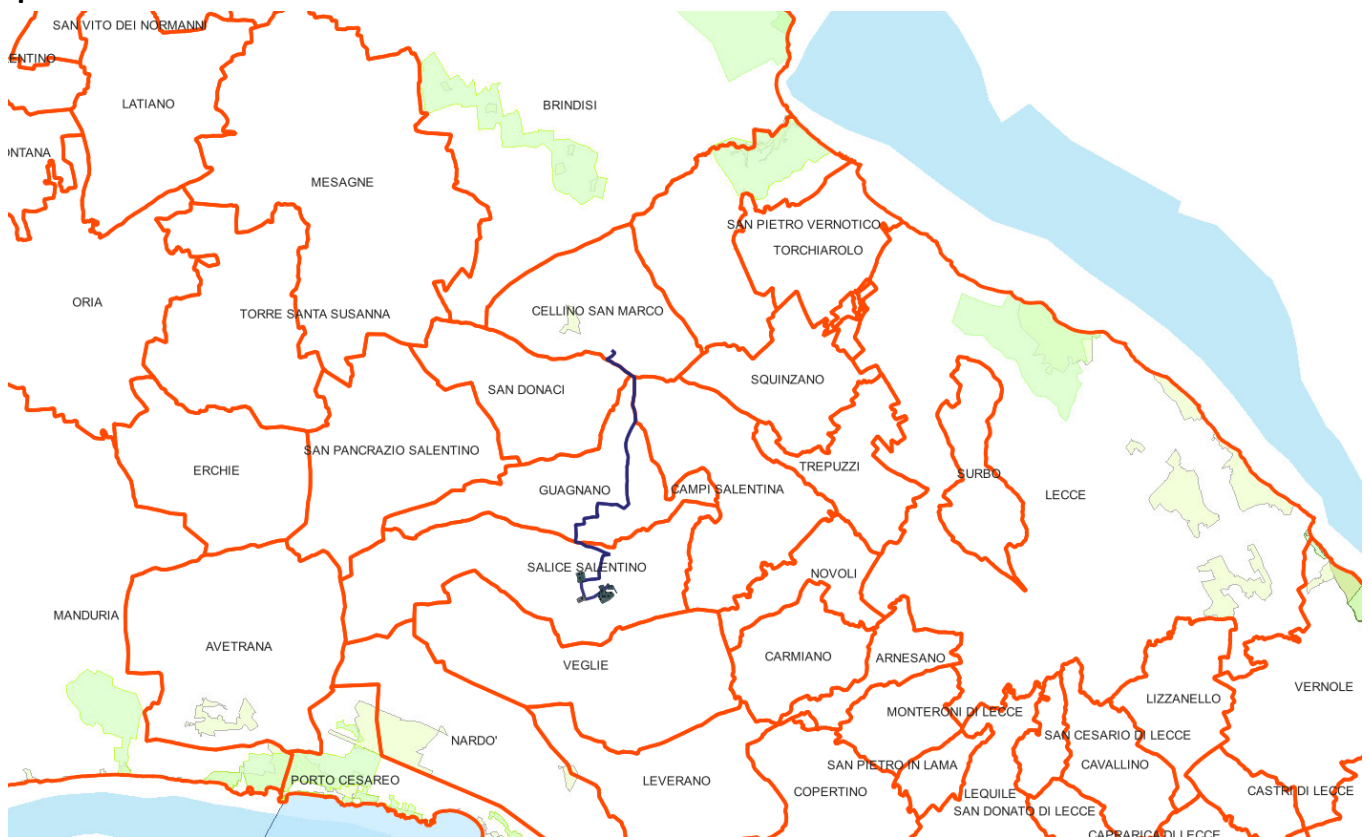 SAN VITO DEI NORMANNI
ENTINO
LATIANO
BRINDISI
ONTANA
MESAGNE
SAN PIETRO VERNOTICO
TORCHIAROLO
ORIA
TORRE SANTA SUSANNA
CELLINO SAN MARCO
SQUINZANO
SAN DONACI
SAN PANCRAZIO SALENTINO
ERCHIE
TREPUZZI
SURBO
GUAGNANO
CAMPI SALENTINA
LECCE
SALICE SALENTINO
NOVOLI
MANDURIA
AVETRANA
VEGLIE
CARMIANO
ARNESANO
VERNOLE
LIZZANELLO
MONTERONI DI LECCE
SAN CESARIO DI LECCE
NARDO'
SAN PIETRO IN LAMA
CAVALLINO
PORTO CESAREO
LEVERANO
COPERTINO
LEQUILE
CASTRI DI LECCE
SAN DONATO DI LECCE
CAPRARICA DI LECCE